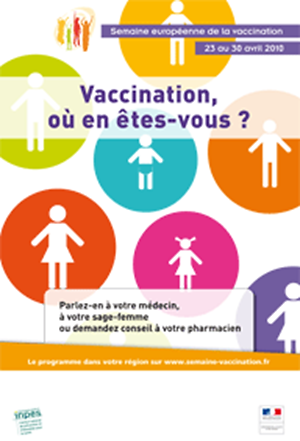 Semaine européenne de la vaccination
23 au 30 avril 2010
Vaccination,
où en êtes-vous ?
Parlez-en à votre médecin,
à votre sage-femme
ou demandez conseil à votre pharmacien
Le programme dans votre région sur www.semaine-vaccination.fr
inpes